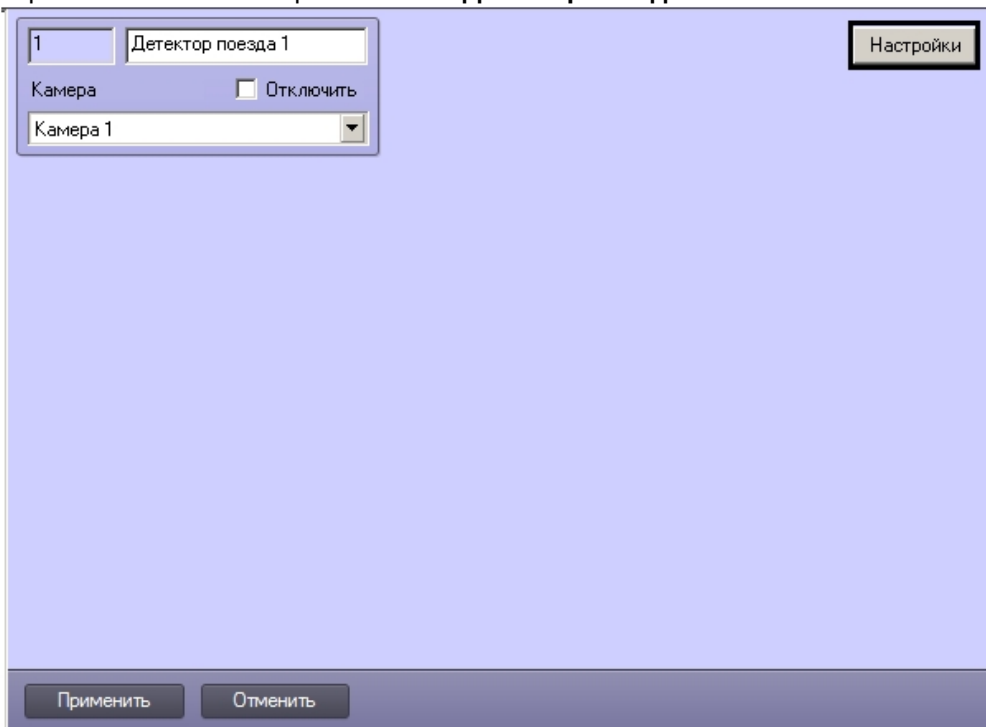 1
Детектор поезда 1
Настройки
Камера
Отключить
Камера 1
Применить
Отменить